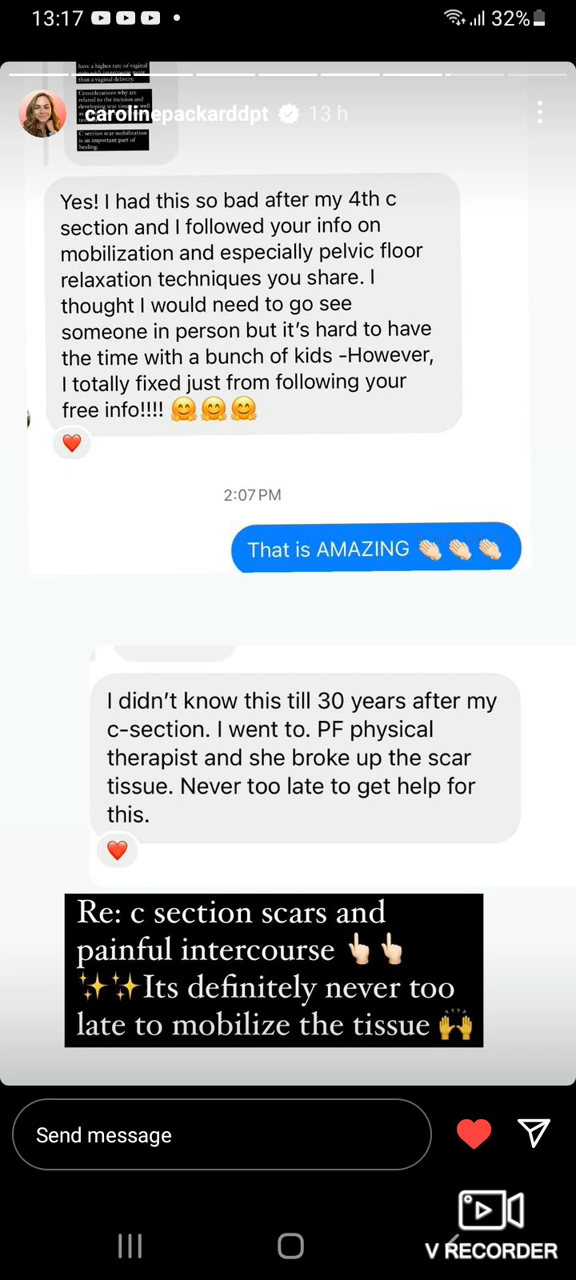 13:17
32%
have a higher rate of vaginal
than a vaginal delivery
Considerations why are
related to the incision and
carolinepackarddpt 13 h
C section scar mobilization
is an important part of
healing.
Yes! I had this so bad after my 4th c
section and I followed your info on
mobilization and especially pelvic floor
relaxation techniques you share. I
thought I would need to go see
someone in person but it’s hard to have
the time with a bunch of kids -However,
I totally fixed just from following your
free info!!!! 🤗🤗🤗
❤️
2:07 PM
That is AMAZING 👏🏻👏🏻👏🏻
I didn’t know this till 30 years after my
c-section. I went to. PF physical
therapist and she broke up the scar
tissue. Never too late to get help for
this.
❤️
Re: c section scars and
painful intercourse 👆🏻👆🏻
✨✨Its definitely never too
late to mobilize the tissue 🙌
Send message
V RECORDER